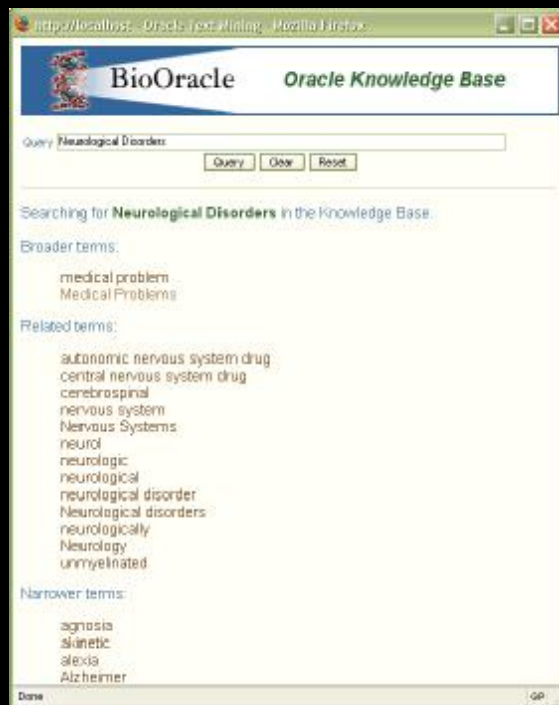 http://localhost - Oracle Text Mining - Mozilla Firefox
BioOracle
Oracle Knowledge Base
Query Neurological Disorders
Query Clear Reset
Searching for Neurological Disorders in the Knowledge Base.
Broader terms:
medical problem
Medical Problems
Related terms:
autonomic nervous system drug
central nervous system drug
cerebrospinal
nervous system
Nervous Systems
neurol
neurologic
neurological
neurological disorder
Neurological disorders
neurologically
Neurology
unmyelinated
Narrower terms:
agnosia
akinetic
alexia
Alzheimer
Done
GP